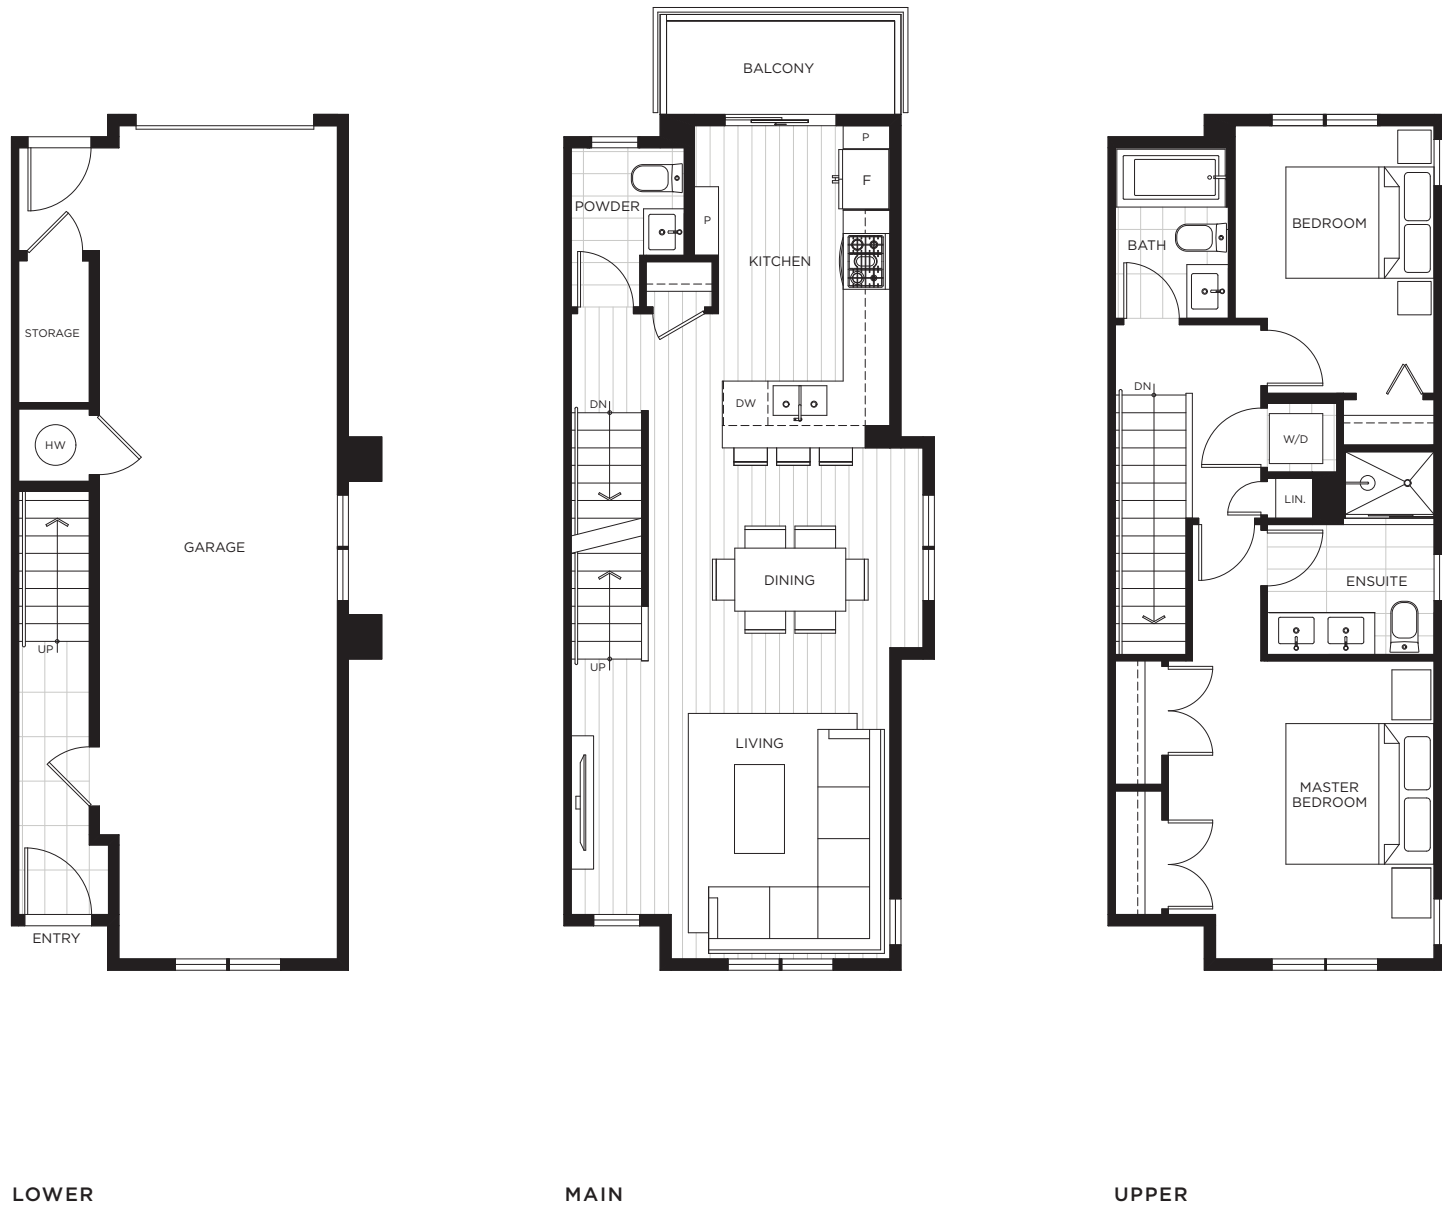 STORAGE
HW
GARAGE
UP
ENTRY
LOWER
BALCONY
P
F
POWDER
P
KITCHEN
DW
DN
DINING
UP
LIVING
MAIN
BEDROOM
BATH
DN
W/D
LIN.
ENSUITE
MASTER
BEDROOM
UPPER